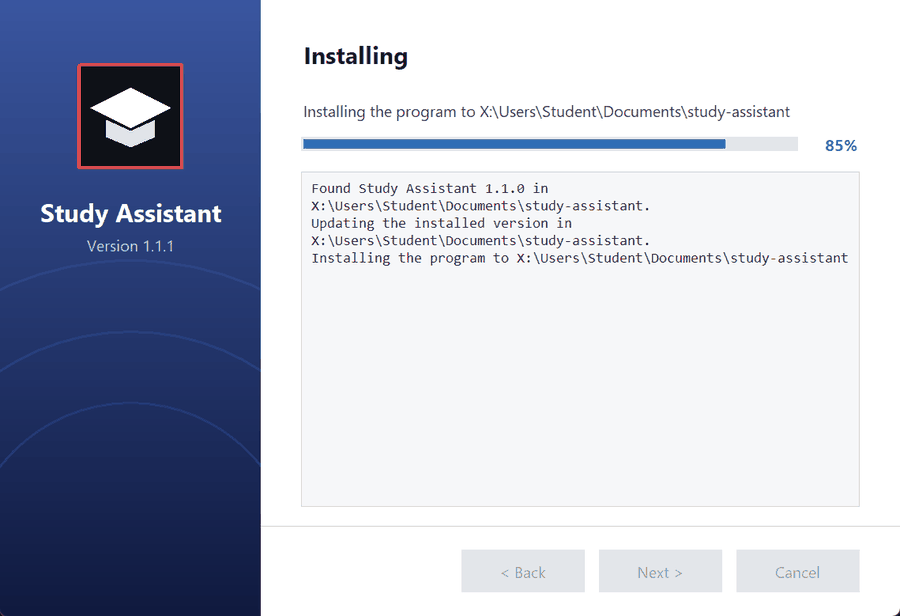 Installing
Installing the program to X:\Users\Student\Documents\study-assistant
85%
Study Assistant
Version 1.1.1
Found Study Assistant 1.1.0 in
X:\Users\Student\Documents\study-assistant.
Updating the installed version in
X:\Users\Student\Documents\study-assistant.
Installing the program to X:\Users\Student\Documents\study-assistant
< Back
Next >
Cancel